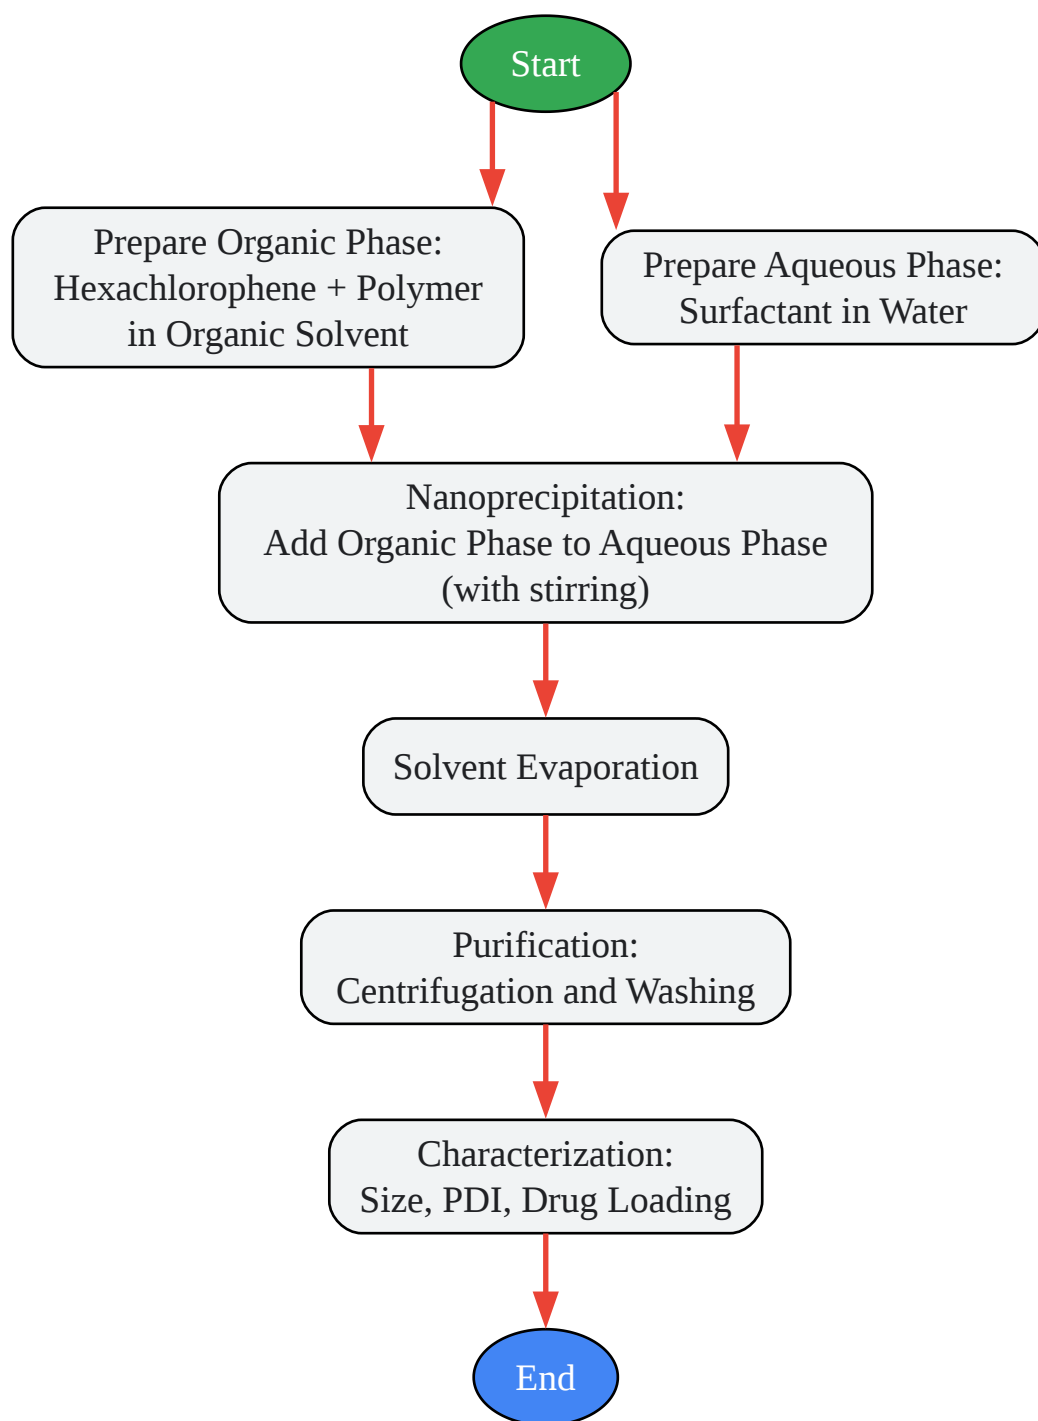 Start
Prepare Organic Phase:
Hexachlorophene + Polymer
in Organic Solvent
Prepare Aqueous Phase:
Surfactant in Water
Nanoprecipitation:
Add Organic Phase to Aqueous Phase
(with stirring)
Solvent Evaporation
Purification:
Centrifugation and Washing
Characterization:
Size, PDI, Drug Loading
End